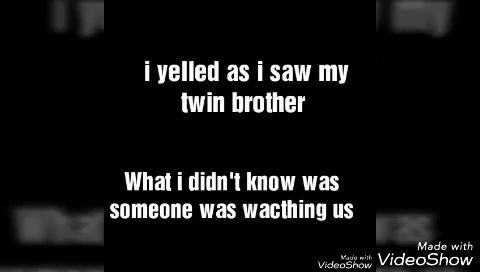 i yelled as i saw my
twin brother
What i didn't know was
someone was wacthing us
Made with
VideoShow
Made with
VideoShow